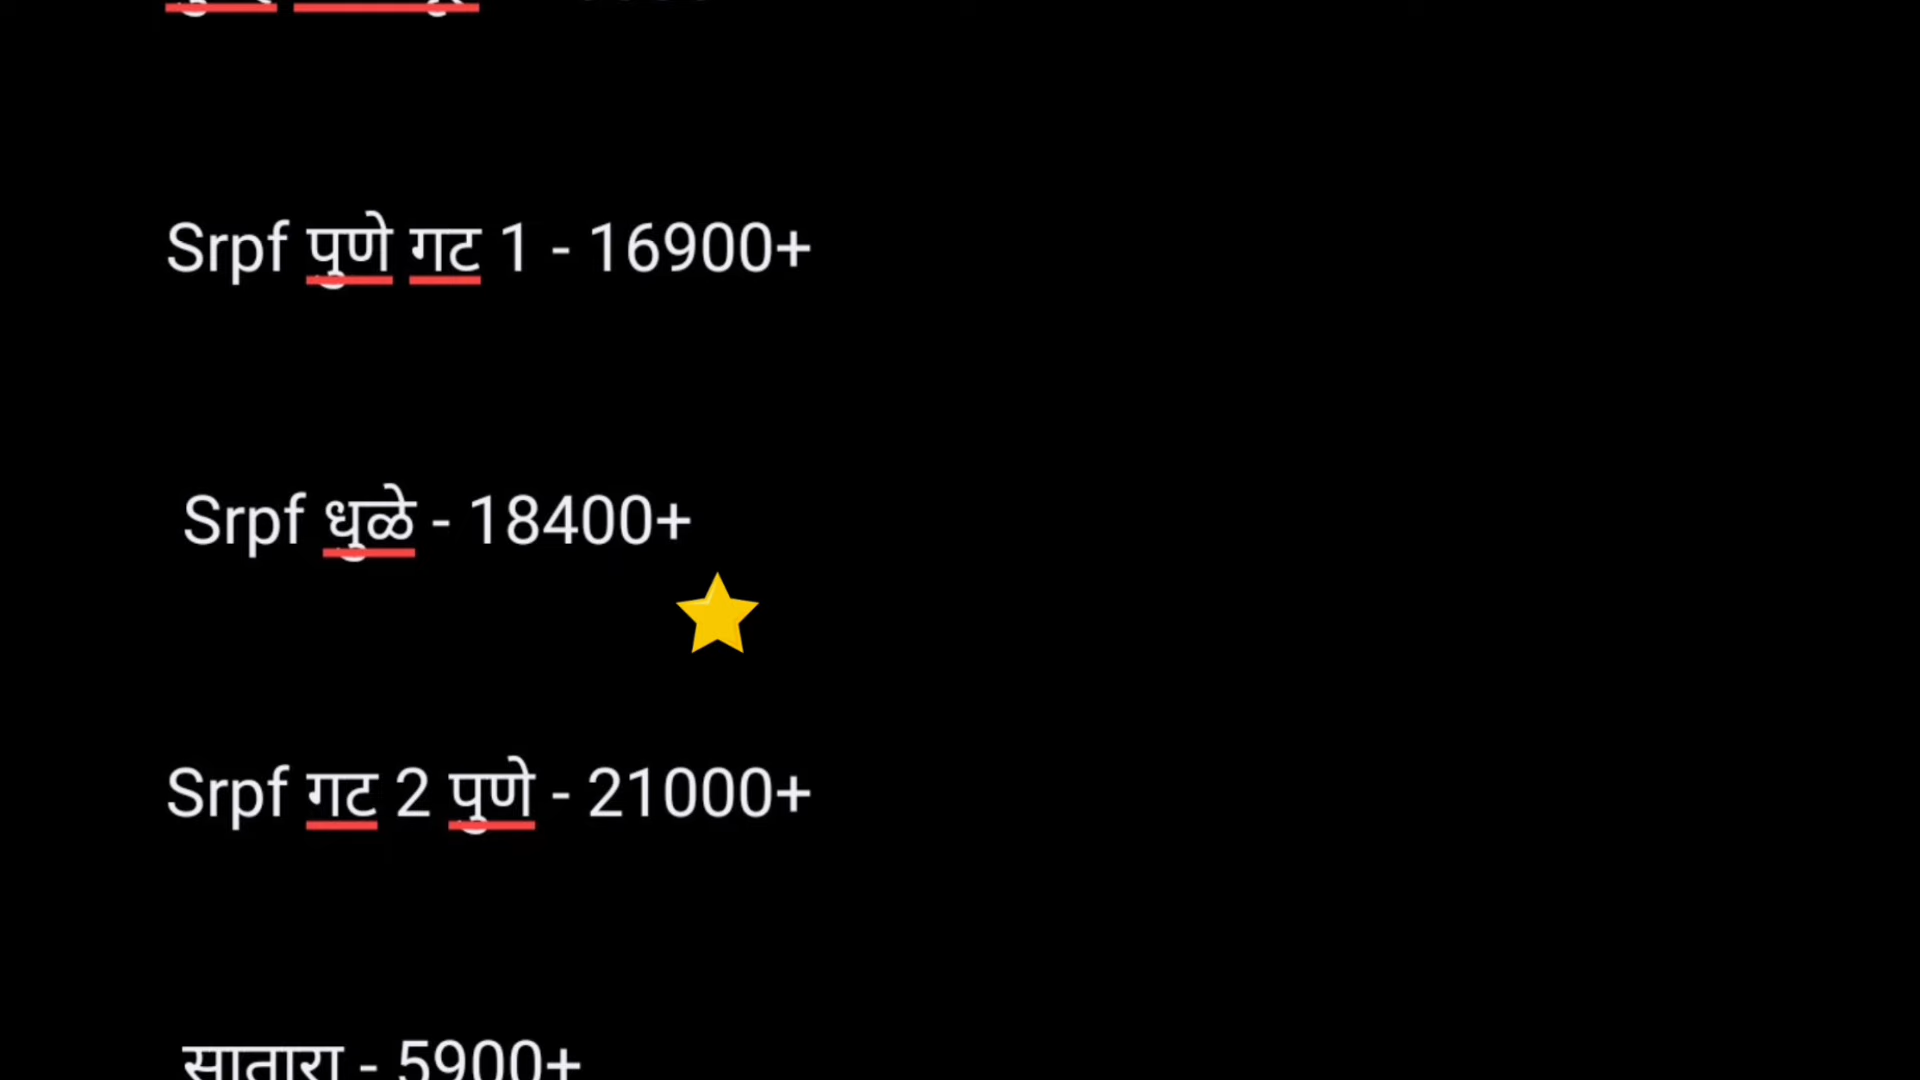 Srpf पुणे गट 1 - 16900+
Srpf धुळे - 18400+
Srpf गट 2 पुणे - 21000+
सातारा - 5900+